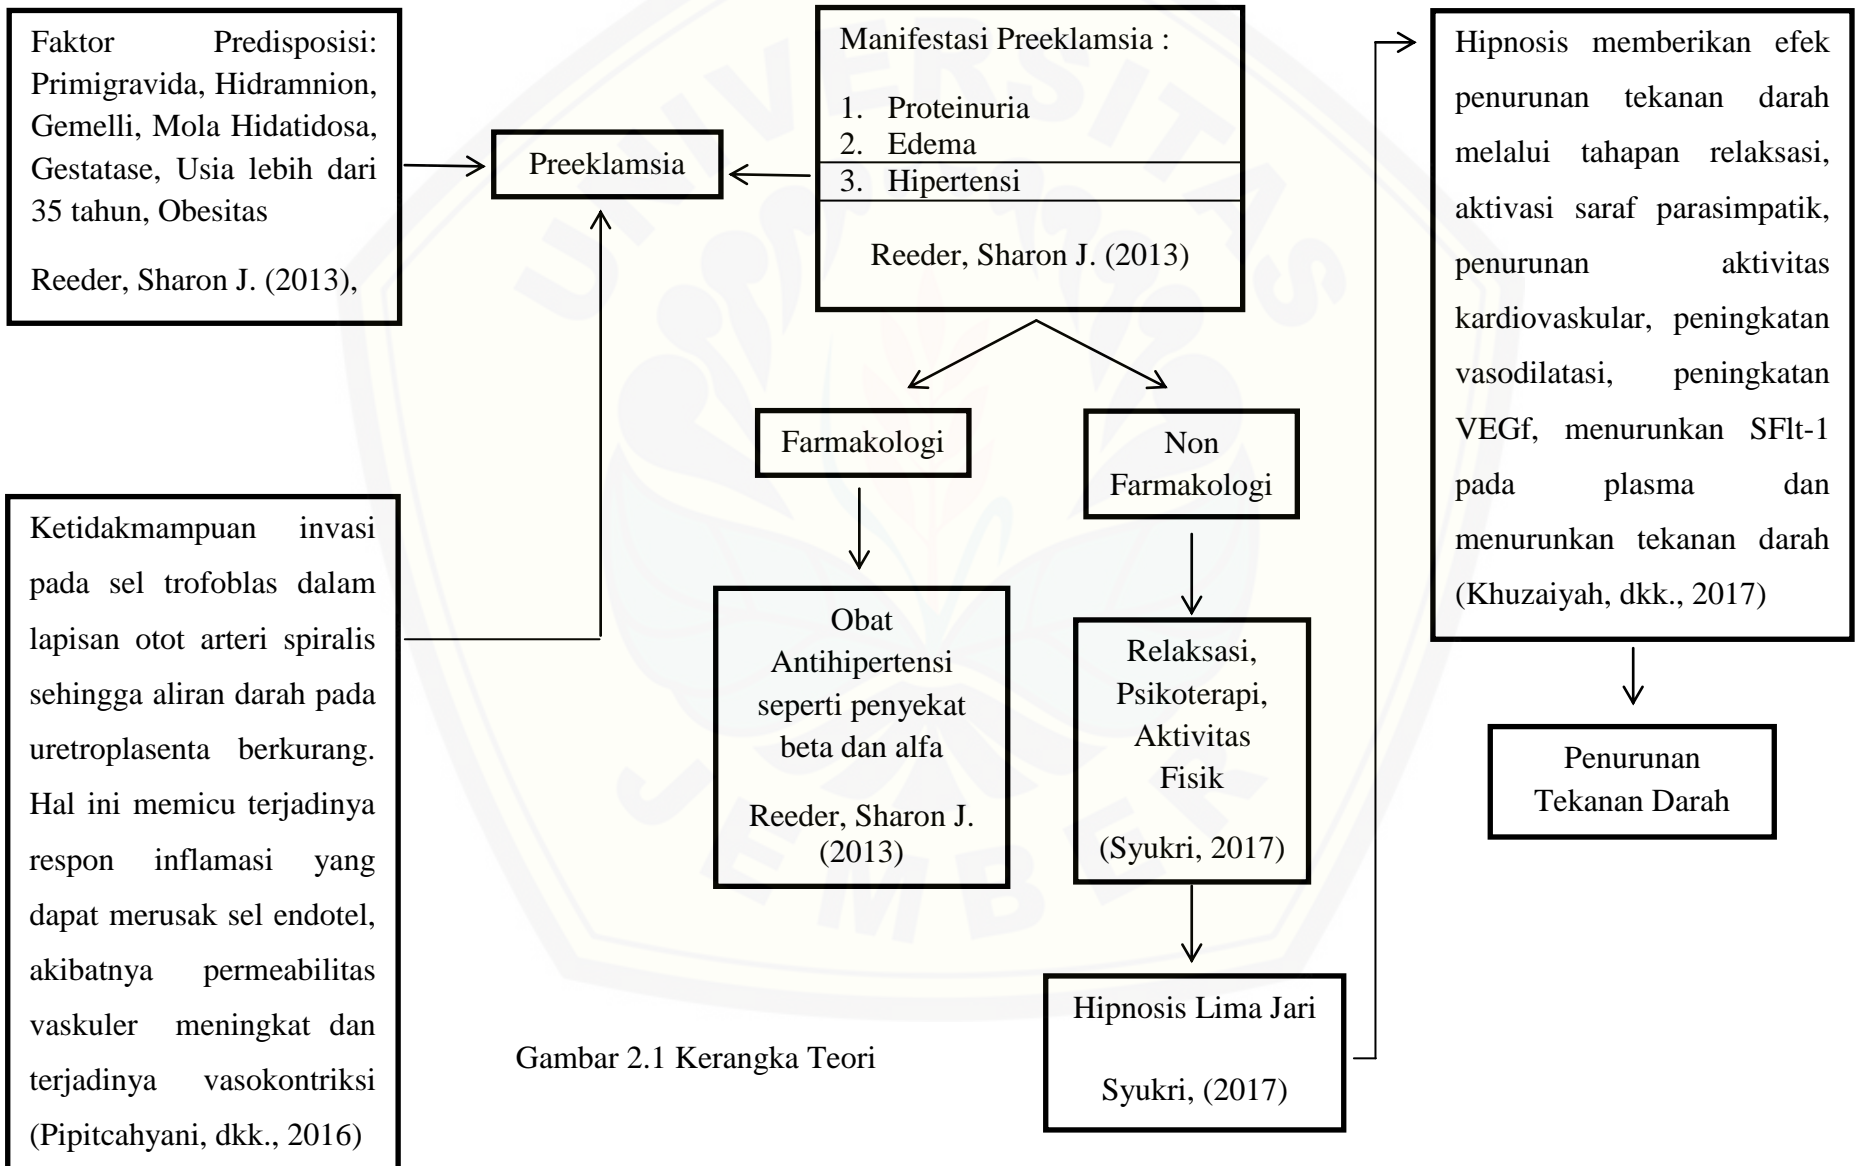 Faktor Predisposisi:
Primigravida, Hidramnion,
Gemelli, Mola Hidatidosa,
Gestatase, Usia lebih dari
35 tahun, Obesitas
Reeder, Sharon J. (2013),
Ketidakmampuan invasi
pada sel trofoblas dalam
lapisan otot arteri spiralis
sehingga aliran darah pada
uretroplasenta berkurang.
Hal ini memicu terjadinya
respon inflamasi yang
dapat merusak sel endotel,
akibatnya permeabilitas
vaskuler meningkat dan
terjadinya vasokontriksi
(Pipitcahyani, dkk., 2016)
Preeklamsia
Manifestasi Preeklamsia :
1. Proteinuria
2. Edema
3. Hipertensi
Reeder, Sharon J. (2013)
Farmakologi
Obat
Antihipertensi
seperti penyekat
beta dan alfa
Reeder, Sharon J.
(2013)
Non
Farmakologi
Relaksasi,
Psikoterapi,
Aktivitas
Fisik
(Syukri, 2017)
Hipnosis Lima Jari
Syukri, (2017)
Hipnosis memberikan efek
penurunan tekanan darah
melalui tahapan relaksasi,
aktivasi saraf parasimpatik,
penurunan aktivitas
kardiovaskular, peningkatan
vasodilatasi, peningkatan
VEGf, menurunkan SFlt-1
pada plasma dan
menurunkan tekanan darah
(Khuzaiyah, dkk., 2017)
Penurunan
Tekanan Darah
Gambar 2.1 Kerangka Teori
UNIVERSITAS
JEMBER